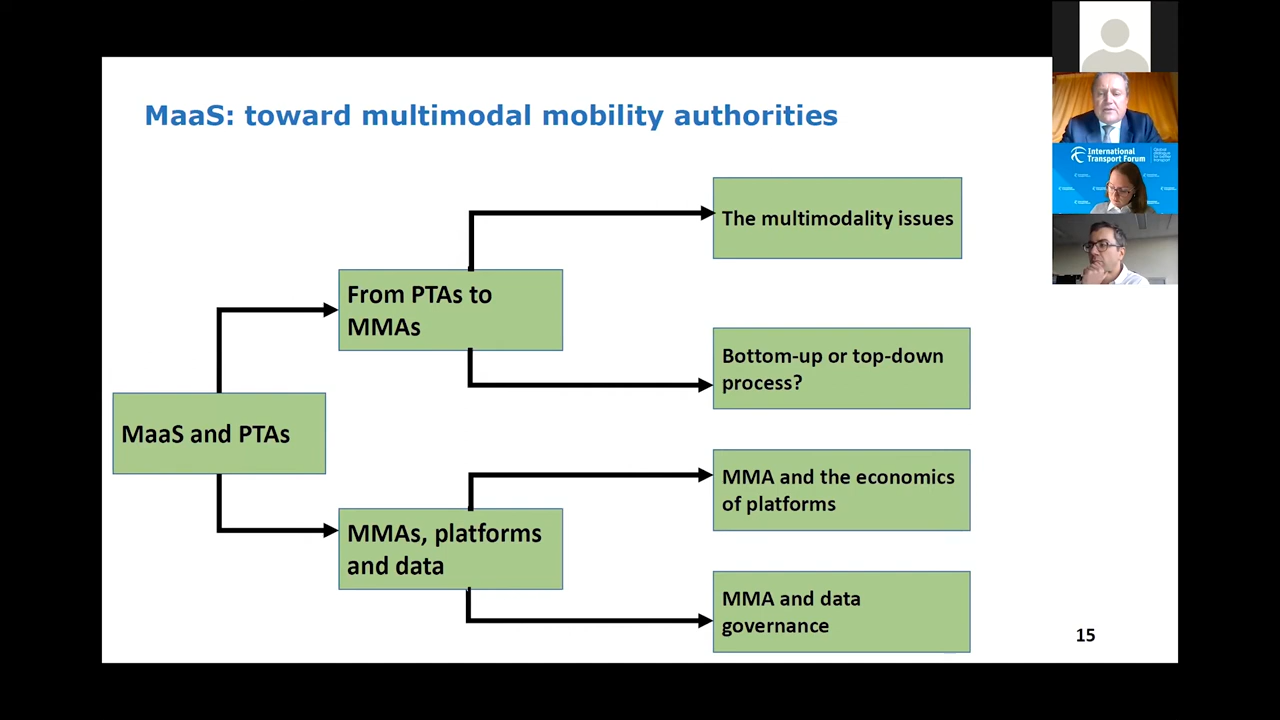 MaaS: toward multimodal mobility authorities
International
Transport Forum
The multimodality issues
From PTAs to
MMAs
Bottom-up or top-down
process?
MaaS and PTAs
MMA and the economics
of platforms
MMAs, platforms
and data
MMA and data
governance
15